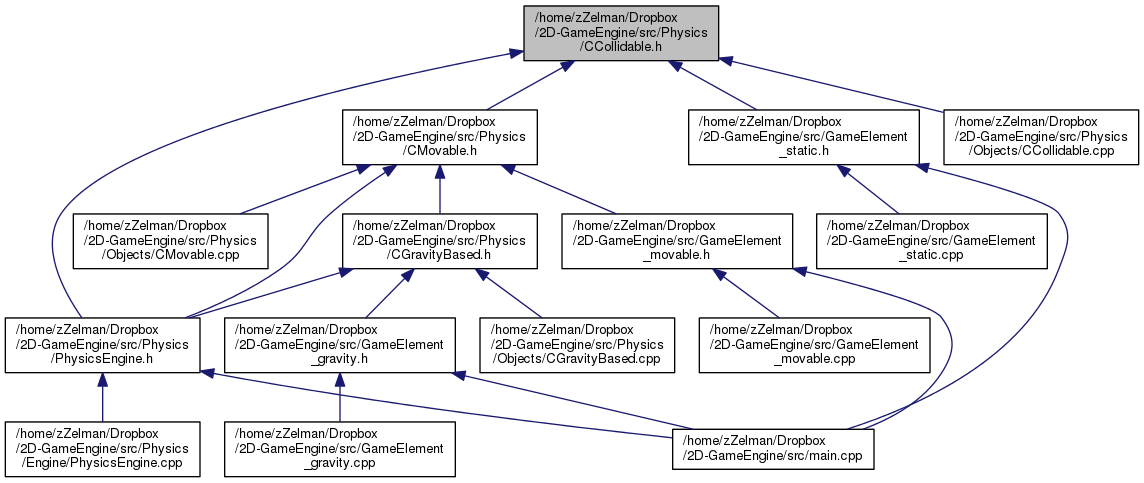 /home/zZelman/Dropbox
/2D-GameEngine/src/Physics
/CCollidable.h
/home/zZelman/Dropbox
/2D-GameEngine/src/Physics
/CMovable.h
/home/zZelman/Dropbox
/2D-GameEngine/src/GameElement
_static.h
/home/zZelman/Dropbox
/2D-GameEngine/src/Physics
/Objects/CCollidable.cpp
/home/zZelman/Dropbox
/2D-GameEngine/src/Physics
/Objects/CMovable.cpp
/home/zZelman/Dropbox
/2D-GameEngine/src/Physics
/CGravityBased.h
/home/zZelman/Dropbox
/2D-GameEngine/src/GameElement
_movable.h
/home/zZelman/Dropbox
/2D-GameEngine/src/GameElement
_static.cpp
/home/zZelman/Dropbox
/2D-GameEngine/src/Physics
/PhysicsEngine.h
/home/zZelman/Dropbox
/2D-GameEngine/src/GameElement
_gravity.h
/home/zZelman/Dropbox
/2D-GameEngine/src/Physics
/Objects/CGravityBased.cpp
/home/zZelman/Dropbox
/2D-GameEngine/src/GameElement
_movable.cpp
/home/zZelman/Dropbox
/2D-GameEngine/src/Physics
/Engine/PhysicsEngine.cpp
/home/zZelman/Dropbox
/2D-GameEngine/src/GameElement
_gravity.cpp
/home/zZelman/Dropbox
/2D-GameEngine/src/main.cpp